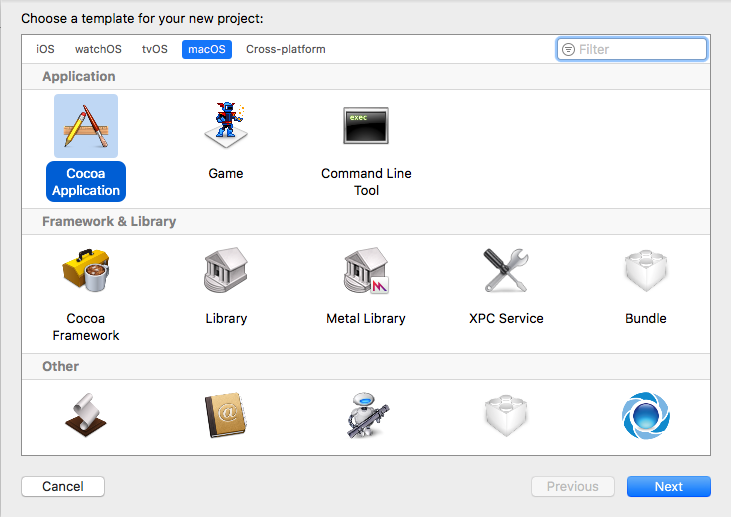 Choose a template for your new project:
iOS watchOS tvOS macOS Cross-platform
Filter
Application
exec
Cocoa
Application
Game
Command Line
Tool
Framework & Library
Cocoa
Framework
Library
Metal Library
XPC Service
Bundle
Other
@
Cancel
Previous
Next